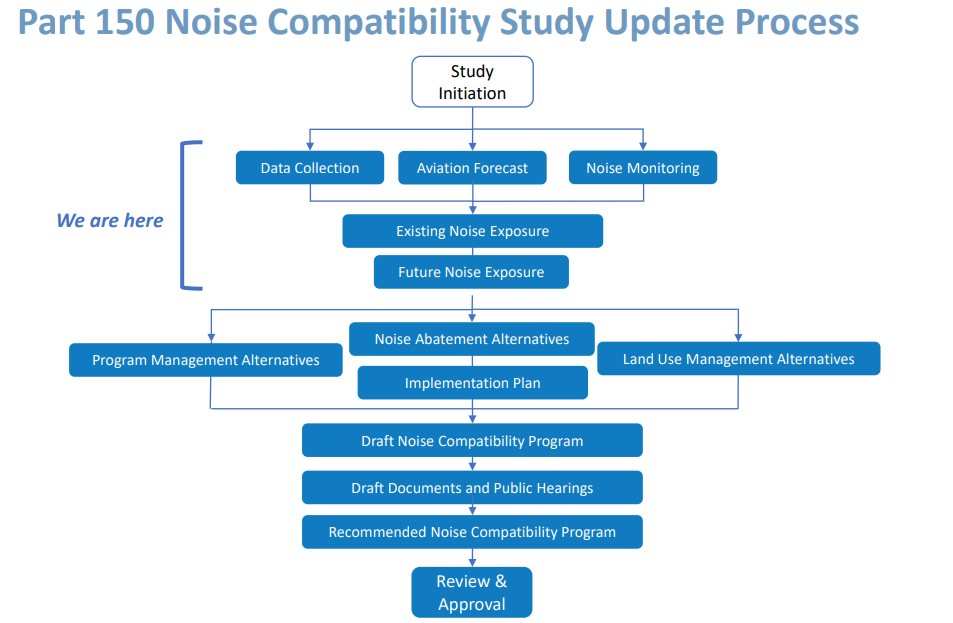 Part 150 Noise Compatibility Study Update Process
Study
Initiation
Data Collection
Aviation Forecast
Noise Monitoring
We are here
Existing Noise Exposure
Future Noise Exposure
Noise Abatement Alternatives
Program Management Alternatives
Land Use Management Alternatives
Implementation Plan
Draft Noise Compatibility Program
Draft Documents and Public Hearings
Recommended Noise Compatibility Program
Review &
Approval